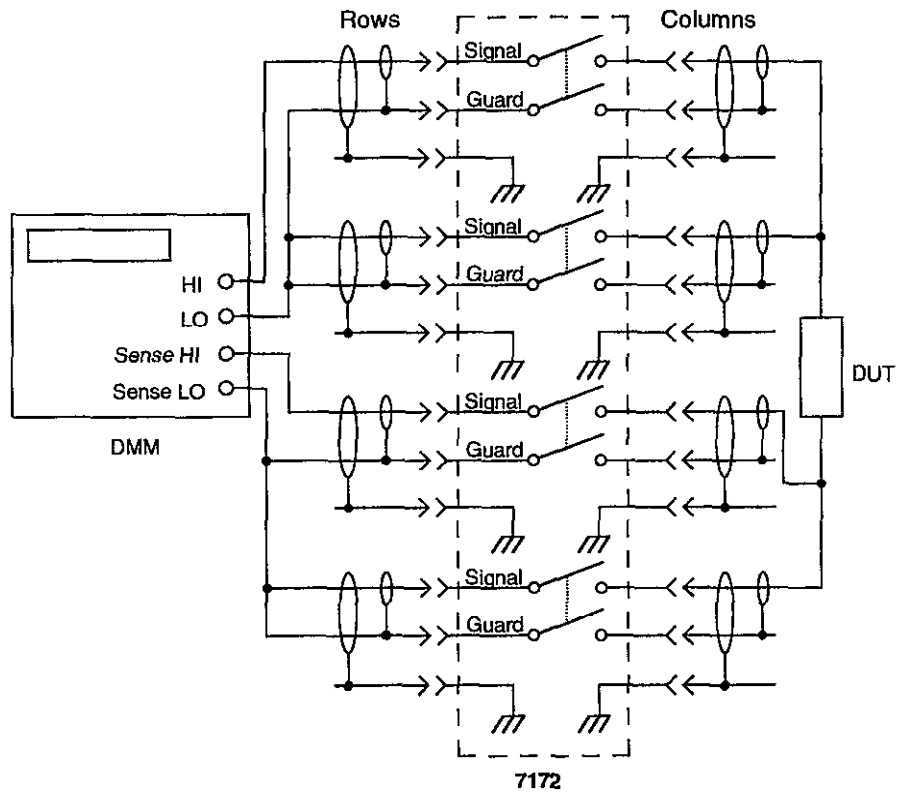 Rows
Columns
Signal
Guard
Signal
Guard
HI
LO
Sense HI
Sense LO
DMM
DUT
Signal
Guard
Signal
Guard
7172